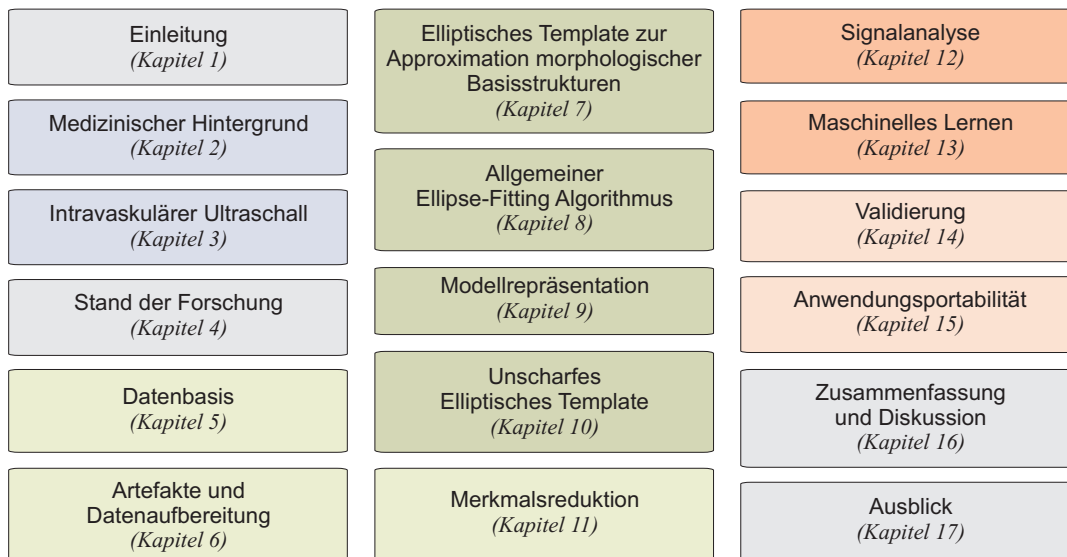 Einleitung
(Kapitel 1)
Medizinischer Hintergrund
(Kapitel 2)
Intravaskulärer Ultraschall
(Kapitel 3)
Stand der Forschung
(Kapitel 4)
Datenbasis
(Kapitel 5)
Artefakte und
Datenaufbereitung
(Kapitel 6)
Elliptisches Template zur
Approximation morphologischer
Basisstrukturen
(Kapitel 7)
Allgemeiner
Ellipse-Fitting Algorithmus
(Kapitel 8)
Modellrepräsentation
(Kapitel 9)
Unscharfes
Elliptisches Template
(Kapitel 10)
Merkmalsreduktion
(Kapitel 11)
Signalanalyse
(Kapitel 12)
Maschinelles Lernen
(Kapitel 13)
Validierung
(Kapitel 14)
Anwendungsportabilität
(Kapitel 15)
Zusammenfassung
und Diskussion
(Kapitel 16)
Ausblick
(Kapitel 17)